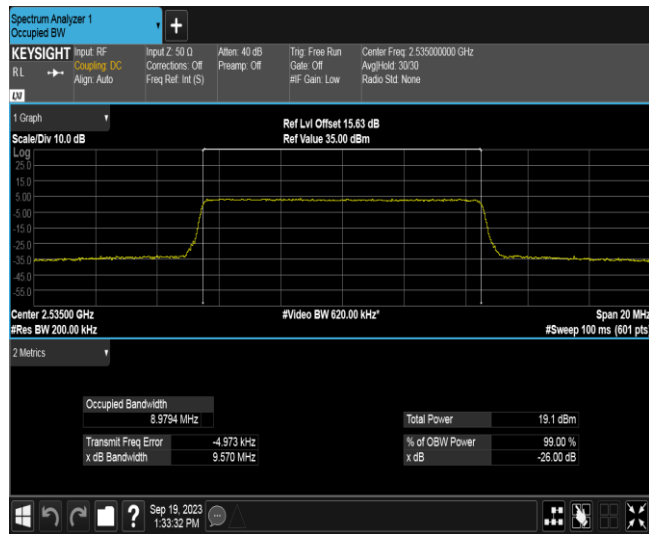 Spectrum Analyzer 1
Occupied BW
+
KEYSIGHT
RL
LXI
Input: RF
Coupling: DC
Align: Auto
Input Z: 50 Ω
Corrections: Off
Freq Ref: Int (S)
Atten: 40 dB
Preamp: Off
Trig: Free Run
Gate: Off
#IF Gain: Low
Center Freq: 2.535000000 GHz
Avg|Hold: 30/30
Radio Std: None
1 Graph
Scale/Div 10.0 dB
Ref Lvl Offset 15.63 dB
Ref Value 35.00 dBm
Log
25.0
15.0
5.00
-5.00
-15.0
-25.0
-35.0
-45.0
-55.0
Center 2.53500 GHz
#Res BW 200.00 kHz
#Video BW 620.00 kHz*
Span 20 MHz
#Sweep 100 ms (601 pts)
2 Metrics
Occupied Bandwidth
8.9794 MHz
Transmit Freq Error -4.973 kHz
x dB Bandwidth 9.570 MHz
Total Power 19.1 dBm
% of OBW Power 99.00 %
x dB -26.00 dB
?
Sep 19, 2023
1:33:32 PM